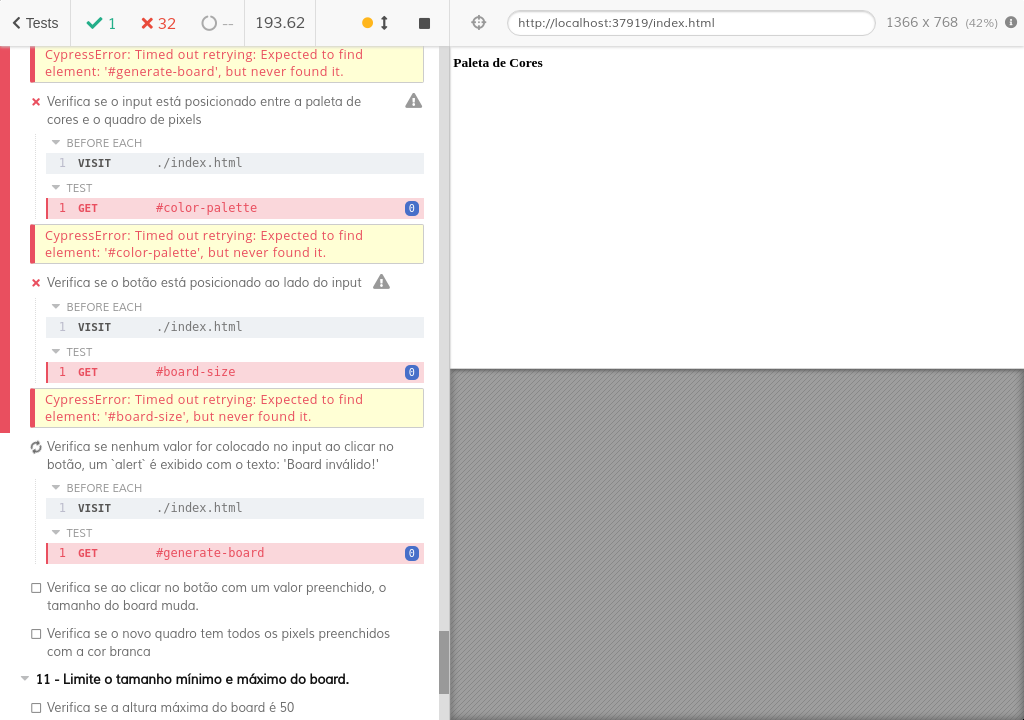 Tests 1 32 -- 193.62 http://localhost:37919/index.html 1366 x 768 (42%)
CypressError: Timed out retrying: Expected to find
element: '#generate-board', but never found it.
Verifica se o input está posicionado entre a paleta de
cores e o quadro de pixels
BEFORE EACH
1 VISIT ./index.html
TEST
1 GET #color-palette 0
CypressError: Timed out retrying: Expected to find
element: '#color-palette', but never found it.
Verifica se o botão está posicionado ao lado do input
BEFORE EACH
1 VISIT ./index.html
TEST
1 GET #board-size 0
CypressError: Timed out retrying: Expected to find
element: '#board-size', but never found it.
Verifica se nenhum valor for colocado no input ao clicar no
botão, um `alert` é exibido com o texto: 'Board inválido!'
BEFORE EACH
1 VISIT ./index.html
TEST
1 GET #generate-board 0
Verifica se ao clicar no botão com um valor preenchido, o
tamanho do board muda.
Verifica se o novo quadro tem todos os pixels preenchidos
com a cor branca
11 - Limite o tamanho mínimo e máximo do board.
Verifica se a altura máxima do board é 50
Paleta de Cores